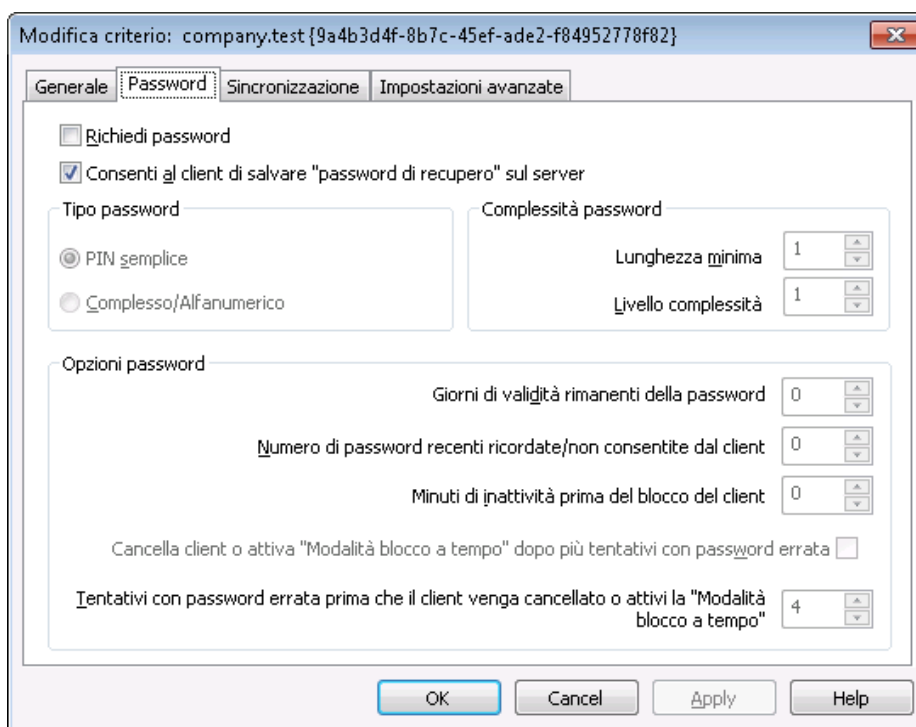 Modifica criterio: company.test {9a4b3d4f-8b7c-45ef-ade2-f84952778f82}
Generale Password Sincronizzazione Impostazioni avanzate
Richiedi password
Consenti al client di salvare "password di recupero" sul server
Tipo password
PIN semplice
Complesso/Alfanumerico
Complessità password
Lunghezza minima 1
Livello complessità 1
Opzioni password
Giorni di validità rimanenti della password 0
Numero di password recenti ricordate/non consentite dal client 0
Minuti di inattività prima del blocco del client 0
Cancella client o attiva "Modalità blocco a tempo" dopo più tentativi con password errata
Tentativi con password errata prima che il client venga cancellato o attivi la "Modalità
blocco a tempo" 4
OK Cancel Apply Help